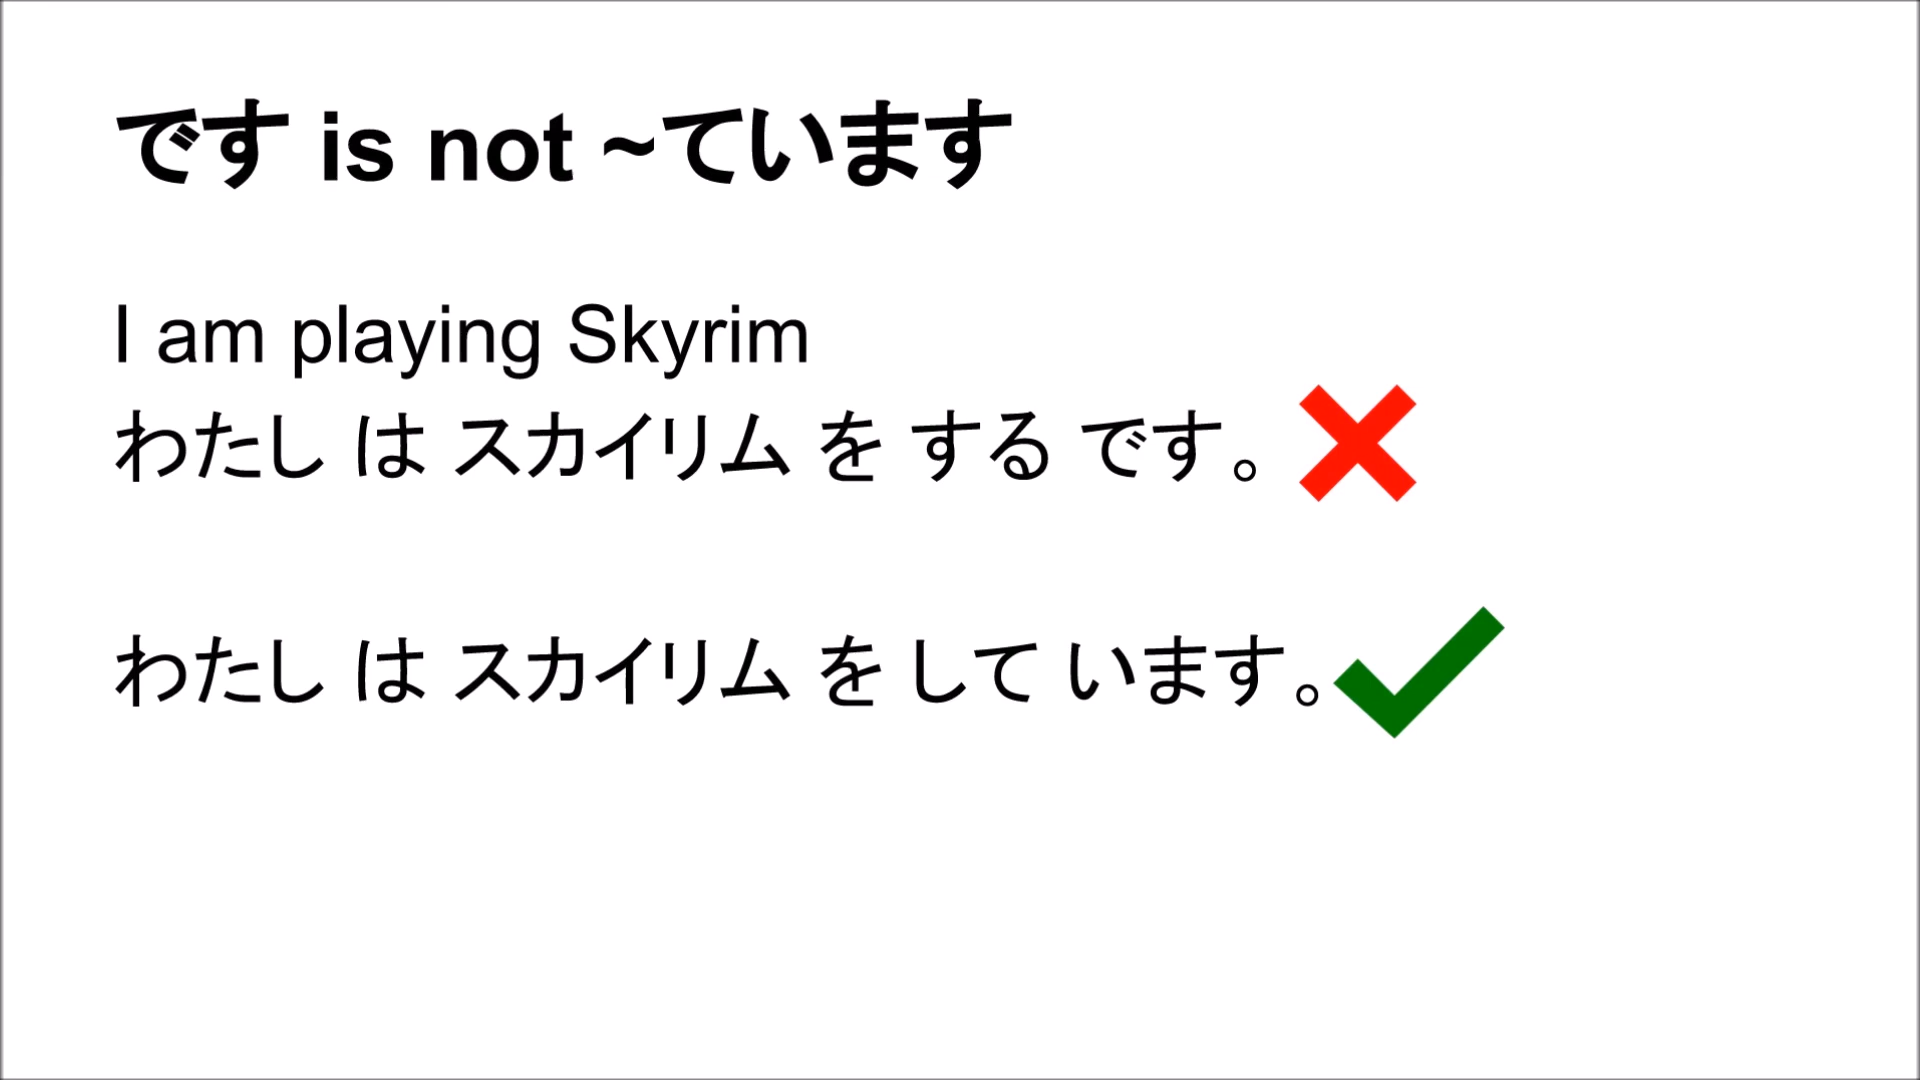 です is not ~ています
I am playing Skyrim
わたし は スカイリム を する です。
わたし は スカイリム を して います。